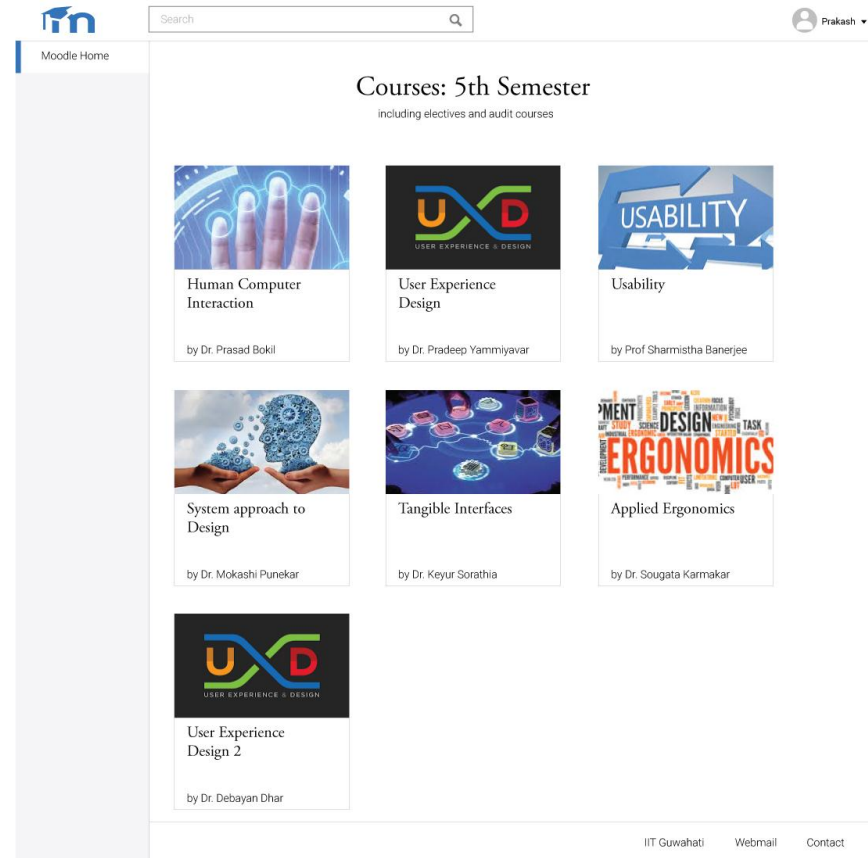 m
Search
Prakash
Moodle Home
Courses: 5th Semester
including electives and audit courses
UXD
USER EXPERIENCE & DESIGN
USABILITY
Human Computer
Interaction
by Dr. Prasad Bokil
User Experience
Design
by Dr. Pradeep Yammiyavar
Usability
by Prof Sharmistha Banerjee
DESIGN
TASK
ERGONOMICS
System approach to
Design
by Dr. Mokashi Punekar
Tangible Interfaces
by Dr. Keyur Sorathia
Applied Ergonomics
by Dr. Sougata Karmakar
UXD
USER EXPERIENCE & DESIGN
User Experience
Design 2
by Dr. Debayan Dhar
IIT Guwahati Webmail Contact